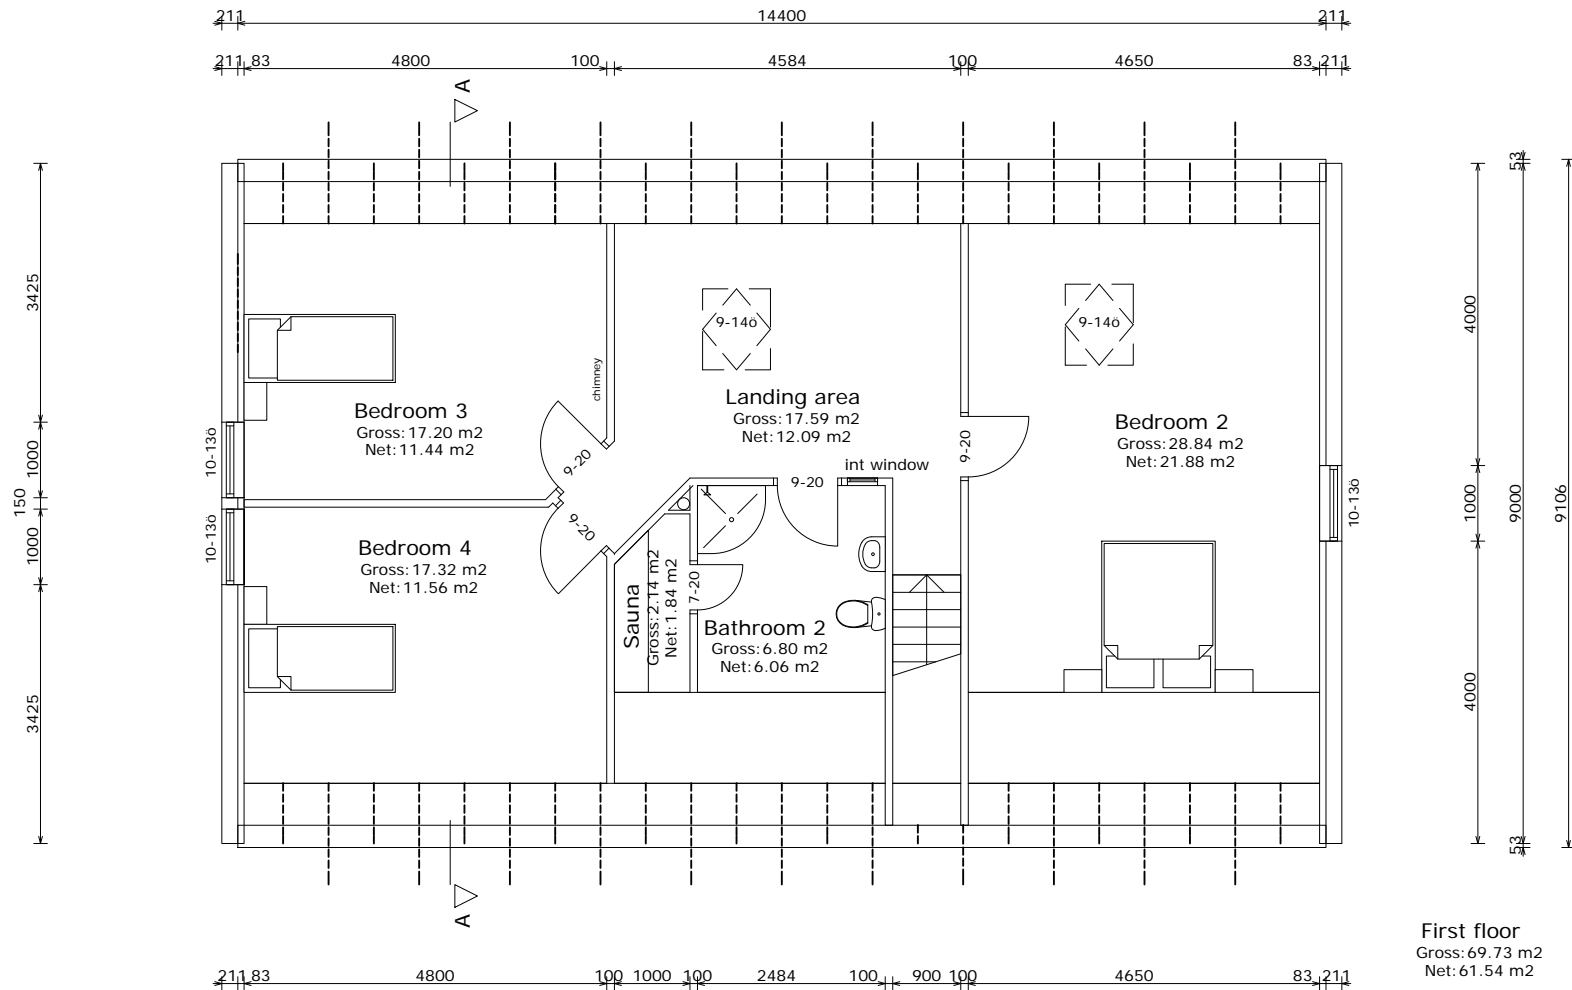 211
14400
211
211
83
4800
100
4584
100
4650
83
211
A
53
3425
1000
150
1000
3425
4000
1000
4000
9000
9106
53
9-14ö
9-14ö
chimney
Bedroom 3
Gross:17.20 m2
Net:11.44 m2
Landing area
Gross:17.59 m2
Net:12.09 m2
Bedroom 2
Gross:28.84 m2
Net:21.88 m2
10-13ö
9-20
9-20
int window
9-20
10-13ö
10-13ö
9-20
Bedroom 4
Gross:17.32 m2
Net:11.56 m2
Sauna
Gross:2.14 m2
Net:1.84 m2
7-20
Bathroom 2
Gross:6.80 m2
Net:6.06 m2
A
First floor
Gross:69.73 m2
Net:61.54 m2
211
83
4800
100
1000
100
2484
100
900
100
4650
83
211